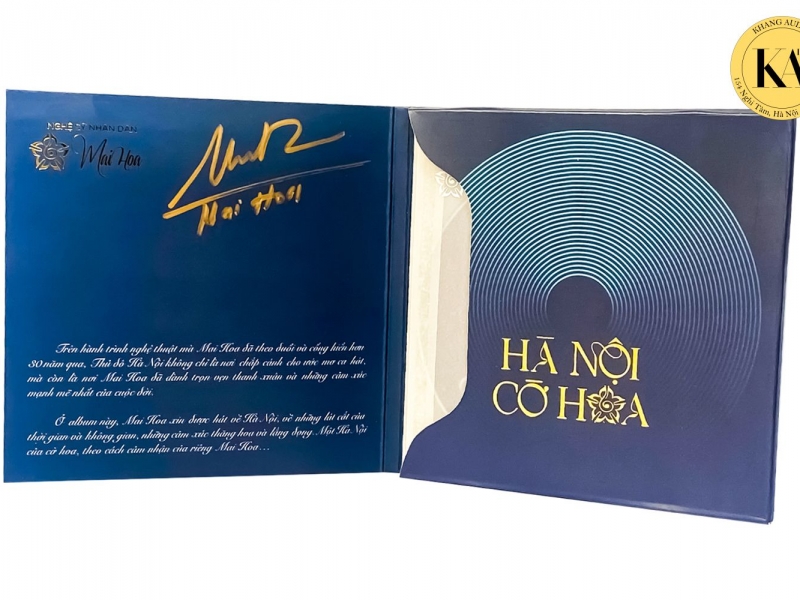 NGHỆ SĨ NHÂN DÂN
Mai Hoa
Mai Hoa
Trên hành trình nghệ thuật mà Mai Hoa đã theo đuổi và cống hiến hơn
30 năm qua, Thủ đô Hà Nội không chỉ là nơi chắp cánh cho ước mơ ca hát,
mà còn là nơi Mai Hoa đã dành trọn vẹn thanh xuân và những cảm xúc
mạnh mẽ nhất của cuộc đời.
Ở album này, Mai Hoa xin được hát về Hà Nội, về những lát cắt của
thời gian và không gian, những cảm xúc thăng hoa và lắng đọng. Một Hà Nội
của cỏ hoa, theo cách cảm nhận của riêng Mai Hoa…
HÀ NỘI
CỠ HOA
KHANG AUD
KA
154 Nghi Tàm, Hà Nội